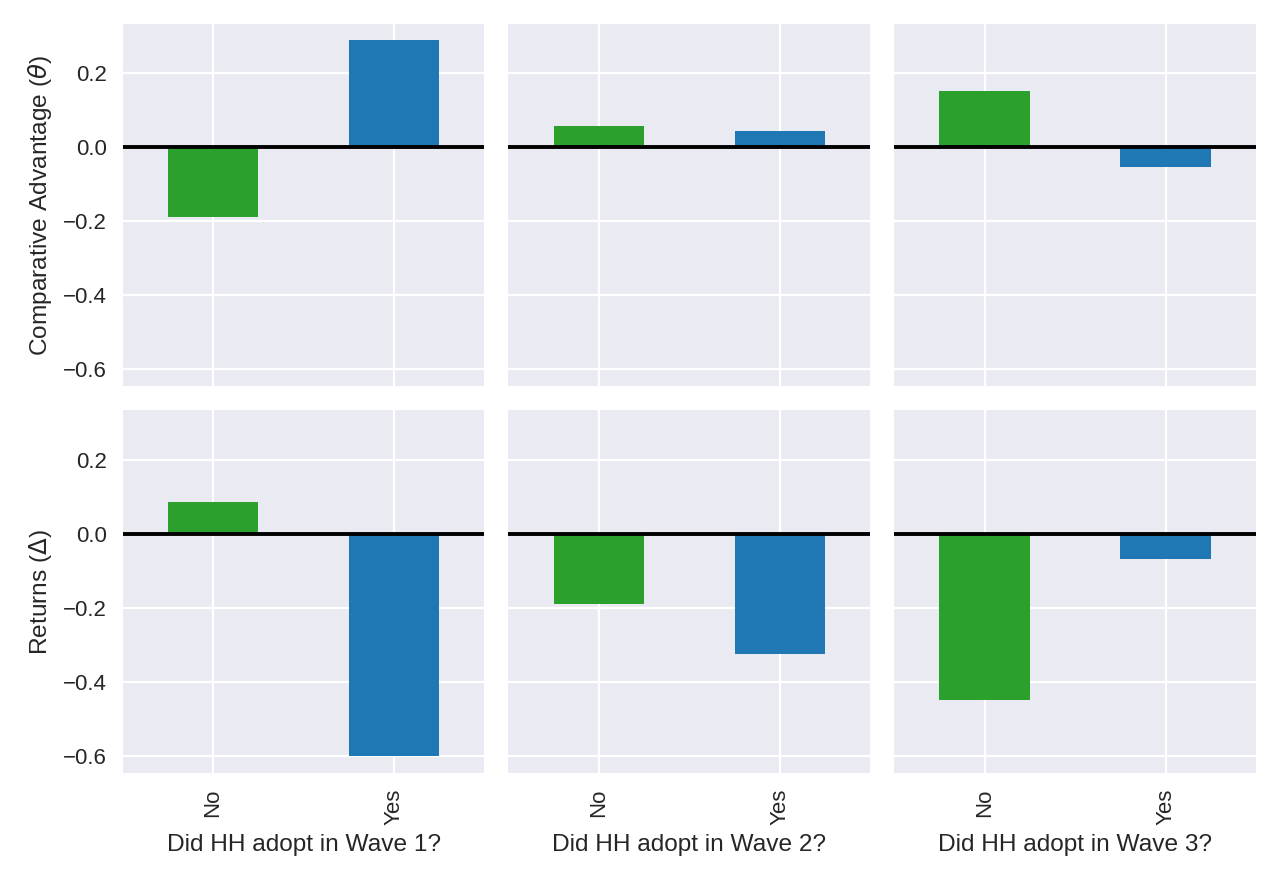 Comparative Advantage (θ)
0.2
0.0
−0.2
−0.4
−0.6
Returns (Δ)
0.2
0.0
−0.2
−0.4
−0.6
No Yes No Yes No Yes
Did HH adopt in Wave 1? Did HH adopt in Wave 2? Did HH adopt in Wave 3?